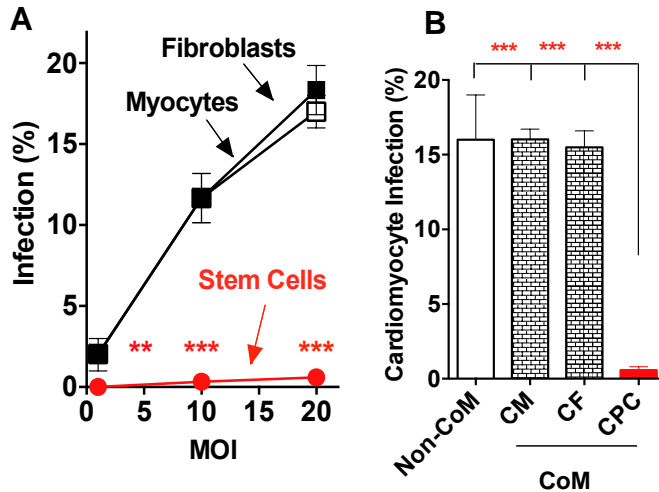 A
Fibroblasts
Myocytes
Stem Cells
** *** ***
Infection (%)
20
15
10
5
0
0 5 10 15 20
MOI
B
*** *** ***
Cardiomyocyte Infection (%)
20
15
10
5
0
Non-CoM CM CF CPC
CoM